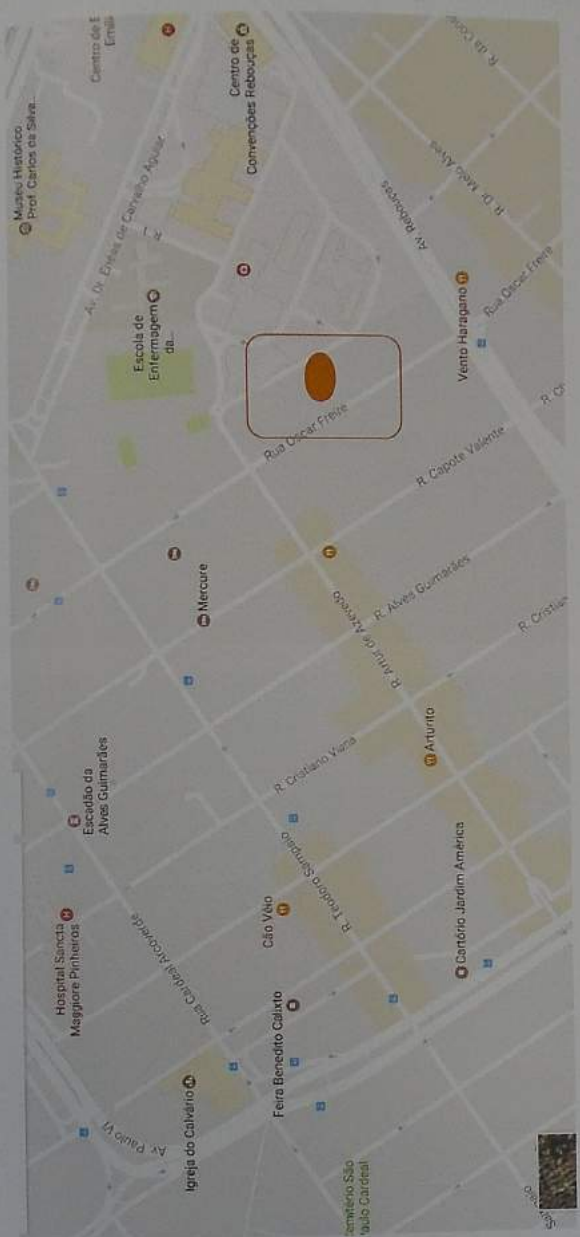 Museu Histórico
Prof. Carlos da Silva...
Centro de E
Emíli
Av. Dr. Enéas de Carvalho Aguiar
Centro de
Convenções Rebouças
Escola de
Enfermagem
da...
R. da Conso
R. Dr. Melo Alves
Av. Rebouças
Rua Oscar Freire
Vento Haragano
Rua Oscar Freire
R. Capote Valente
Mercure
R. Alves Guimarães
R. Artur de Azevedo
R. Cristiano
Escadão da
Alves Guimarães
R. Cristiano Viana
Arturito
Hospital Sancta
Maggiore Pinheiros
Rua Cardeal Arcoverde
Cão Véio
R. Teodoro Sampaio
Cartório Jardim América
Feira Benedito Calixto
Av. Paulo VI
Igreja do Calvário
Cemitério São
Paulo Cardeal